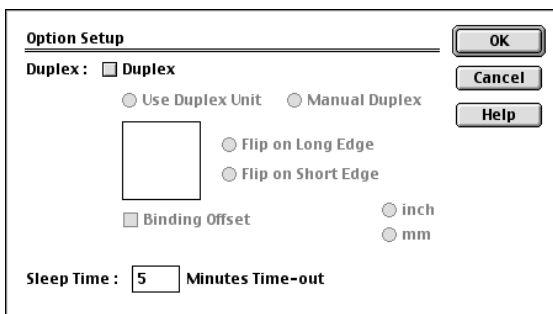 Option Setup
OK
Duplex : Duplex
Cancel
Use Duplex Unit Manual Duplex
Help
Flip on Long Edge
Flip on Short Edge
Binding Offset
inch
mm
Sleep Time : 5 Minutes Time-out